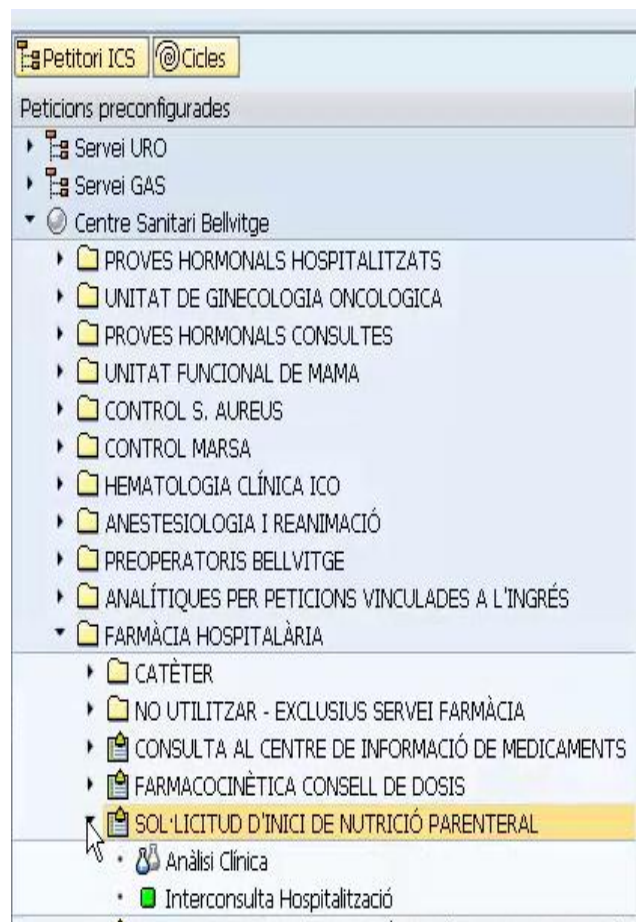 Petitori ICS Cicles
Peticions preconfigurades
Servei URO
Servei GAS
Centre Sanitari Bellvitge
PROVES HORMONALS HOSPITALITZATS
UNITAT DE GINECOLOGIA ONCOLOGICA
PROVES HORMONALS CONSULTES
UNITAT FUNCIONAL DE MAMA
CONTROL S. AUREUS
CONTROL MARSA
HEMATOLOGIA CLÍNICA ICO
ANESTESIOLOGIA I REANIMACIÓ
PREOPERATORIS BELLVITGE
ANALÍTIQUES PER PETICIONS VINCULADES A L'INGRÉS
FARMÀCIA HOSPITALÀRIA
CATÈTER
NO UTILITZAR - EXCLUSIUS SERVEI FARMÀCIA
CONSULTA AL CENTRE DE INFORMACIÓ DE MEDICAMENTS
FARMACOCINÈTICA CONSELL DE DOSIS
SOL·LICITUD D'INICI DE NUTRICIÓ PARENTERAL
Anàlisi Clínica
Interconsulta Hospitalització